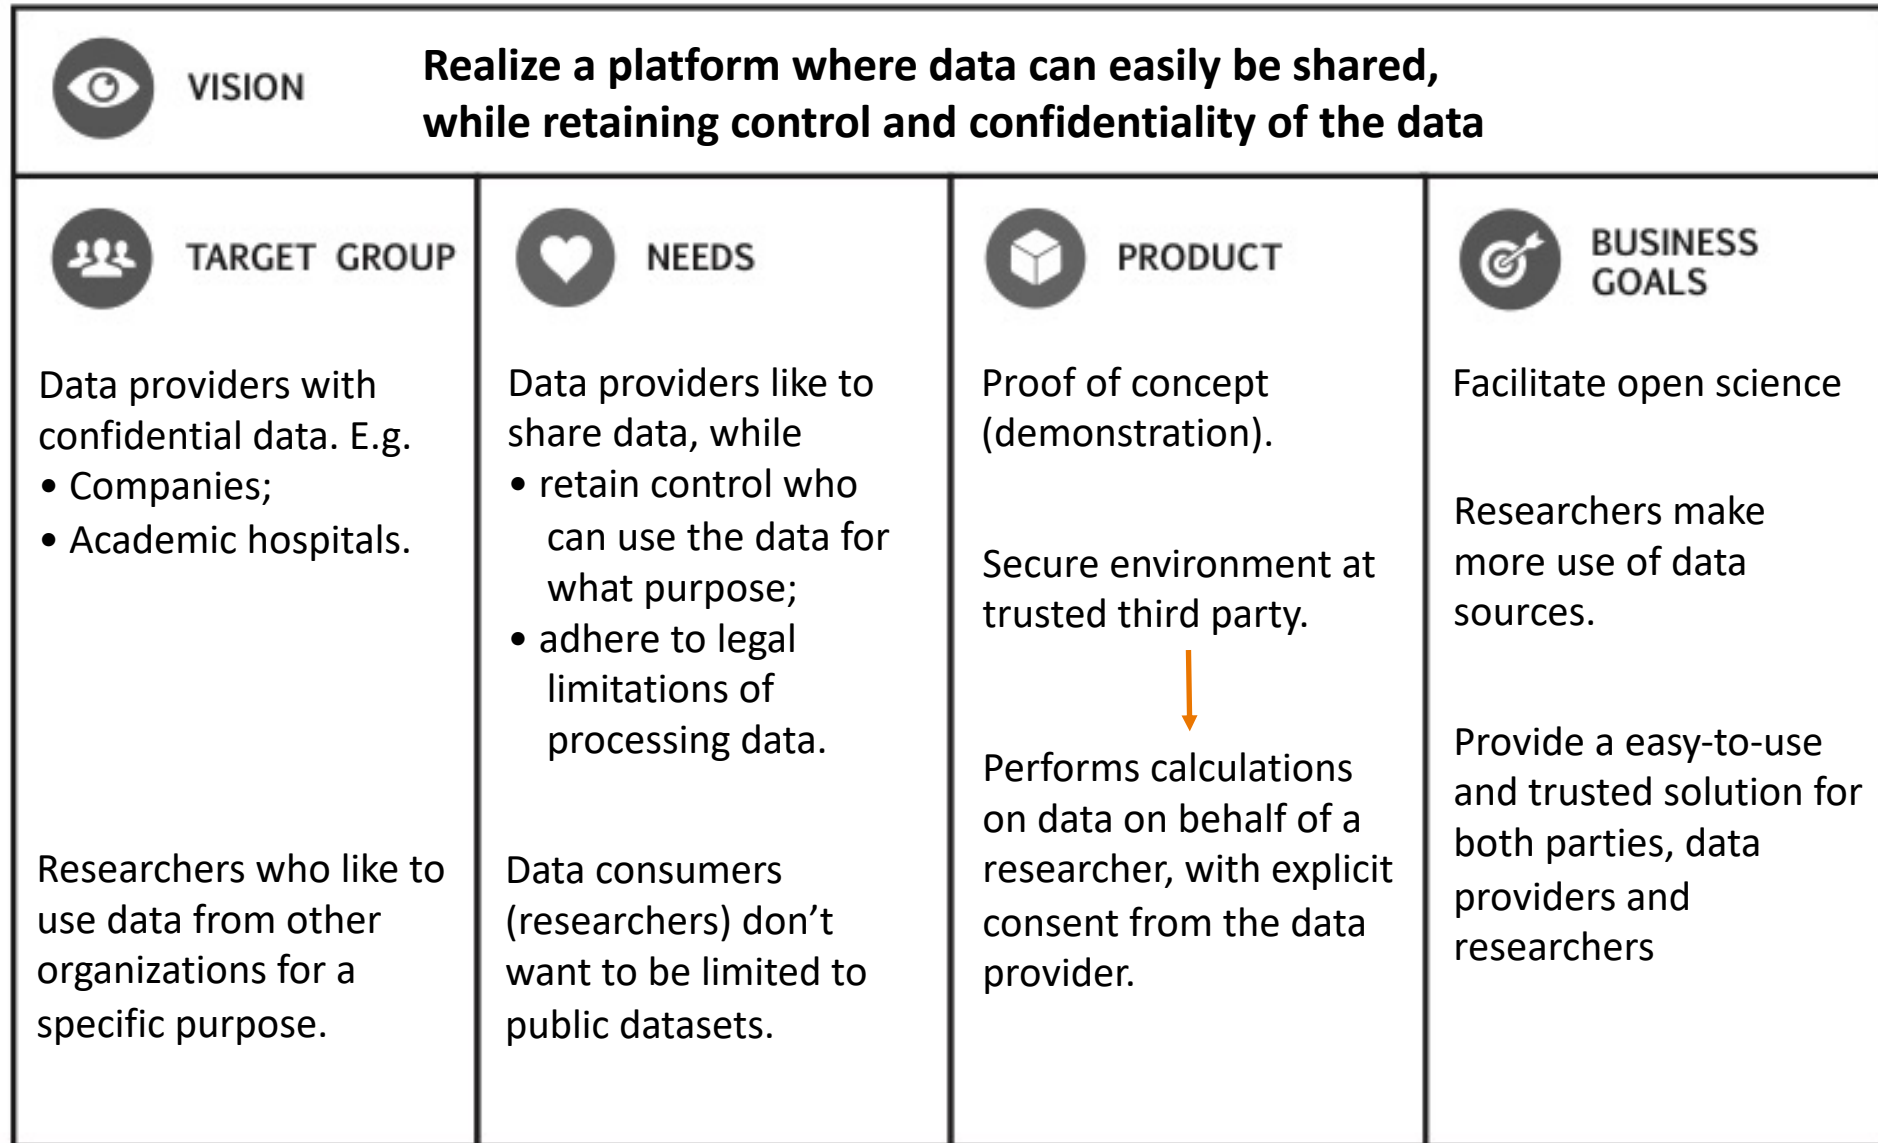 VISION
Realize a platform where data can easily be shared,
while retaining control and confidentiality of the data
TARGET GROUP
Data providers with
confidential data. E.g.
• Companies;
• Academic hospitals.
Researchers who like to
use data from other
organizations for a
specific purpose.
NEEDS
Data providers like to
share data, while
• retain control who
can use the data for
what purpose;
• adhere to legal
limitations of
processing data.
Data consumers
(researchers) don’t
want to be limited to
public datasets.
PRODUCT
Proof of concept
(demonstration).
Secure environment at
trusted third party.
Performs calculations
on data on behalf of a
researcher, with explicit
consent from the data
provider.
BUSINESS
GOALS
Facilitate open science
Researchers make
more use of data
sources.
Provide a easy-to-use
and trusted solution for
both parties, data
providers and
researchers